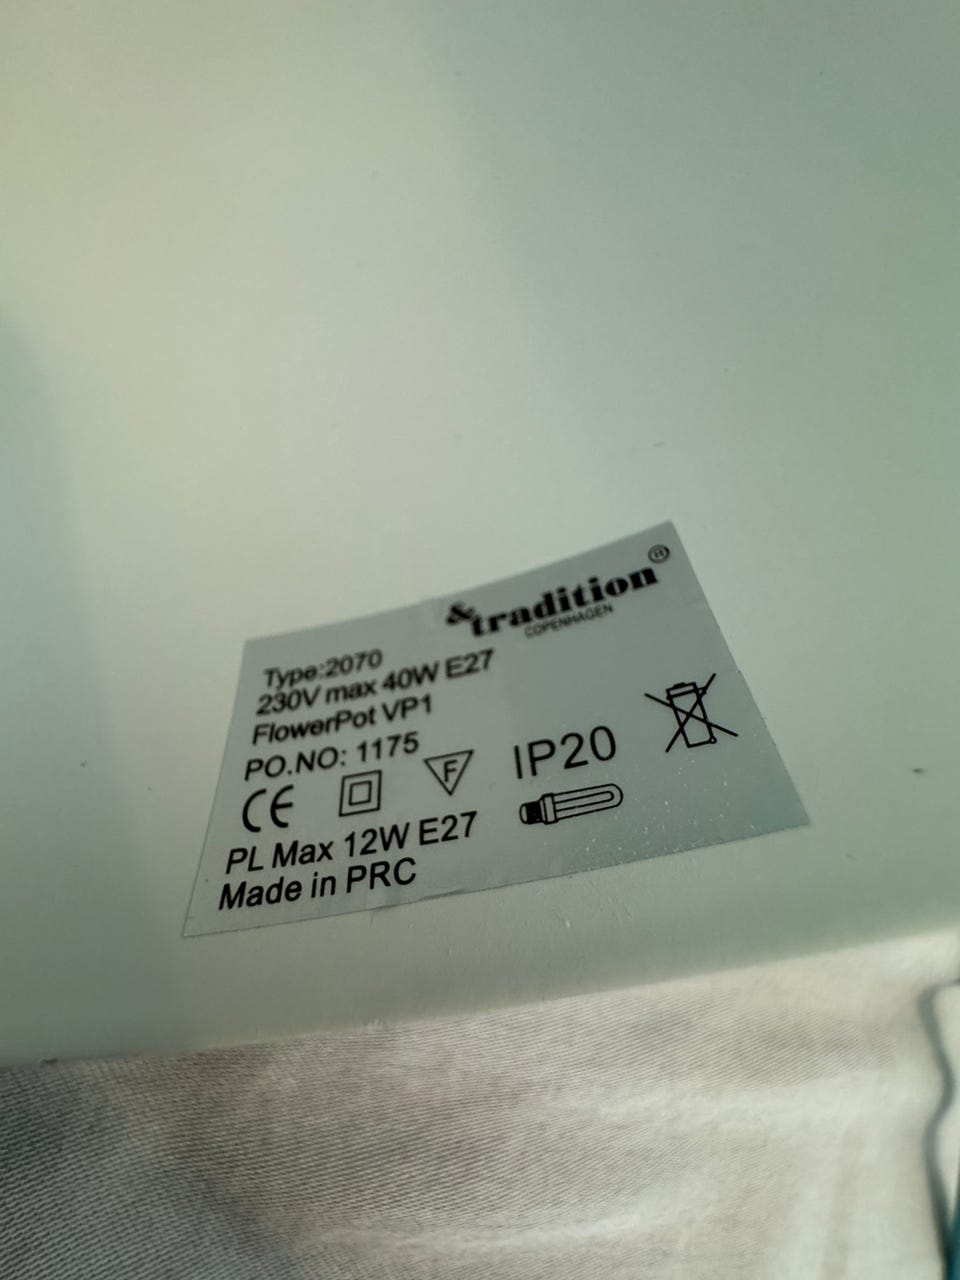 &tradition®
COPENHAGEN
Type:2070
230V max 40W E27
FlowerPot VP1
PO.NO: 1175
CE F IP20
PL Max 12W E27
Made in PRC